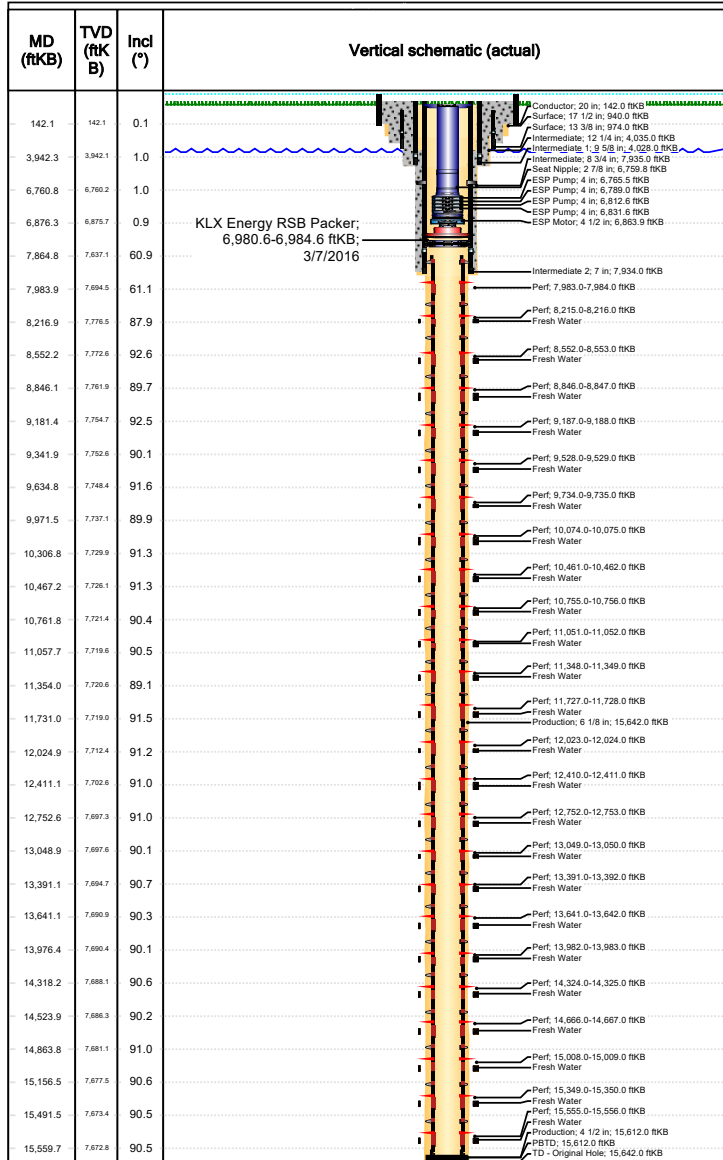 MD (ftKB)
TVD (ftK B)
Incl (°)
Vertical schematic (actual)
142.1 142.1 0.1
3,942.3 3,942.1 1.0
6,760.8 6,760.2 1.0
6,876.3 6,875.7 0.9
7,864.8 7,637.1 60.9
7,983.9 7,694.5 61.1
8,216.9 7,776.5 87.9
8,552.2 7,772.6 92.6
8,846.1 7,761.9 89.7
9,181.4 7,754.7 92.5
9,341.9 7,752.6 90.1
9,634.8 7,748.4 91.6
9,971.5 7,737.1 89.9
10,306.8 7,729.9 91.3
10,467.2 7,726.1 91.3
10,761.8 7,721.4 90.4
11,057.7 7,719.6 90.5
11,354.0 7,720.6 89.1
11,731.0 7,719.0 91.5
12,024.9 7,712.4 91.2
12,411.1 7,702.6 91.0
12,752.6 7,697.3 91.0
13,048.9 7,697.6 90.1
13,391.1 7,694.7 90.7
13,641.1 7,690.9 90.3
13,976.4 7,690.4 90.1
14,318.2 7,688.1 90.6
14,523.9 7,686.3 90.2
14,863.8 7,681.1 91.0
15,156.5 7,677.5 90.6
15,491.5 7,673.4 90.5
15,559.7 7,672.8 90.5
KLX Energy RSB Packer;
6,980.6-6,984.6 ftKB;
3/7/2016
Conductor; 20 in; 142.0 ftKB
Surface; 17 1/2 in; 940.0 ftKB
Surface; 13 3/8 in; 974.0 ftKB
Intermediate; 12 1/4 in; 4,035.0 ftKB
Intermediate 1; 9 5/8 in; 4,028.0 ftKB
Intermediate; 8 3/4 in; 7,935.0 ftKB
Seat Nipple; 2 7/8 in; 6,759.8 ftKB
ESP Pump; 4 in; 6,765.5 ftKB
ESP Pump; 4 in; 6,789.0 ftKB
ESP Pump; 4 in; 6,812.6 ftKB
ESP Pump; 4 in; 6,831.6 ftKB
ESP Motor; 4 1/2 in; 6,863.9 ftKB
Intermediate 2; 7 in; 7,934.0 ftKB
Perf; 7,983.0-7,984.0 ftKB
Perf; 8,215.0-8,216.0 ftKB
Fresh Water
Perf; 8,552.0-8,553.0 ftKB
Fresh Water
Perf; 8,846.0-8,847.0 ftKB
Fresh Water
Perf; 9,187.0-9,188.0 ftKB
Fresh Water
Perf; 9,528.0-9,529.0 ftKB
Fresh Water
Perf; 9,734.0-9,735.0 ftKB
Fresh Water
Perf; 10,074.0-10,075.0 ftKB
Fresh Water
Perf; 10,461.0-10,462.0 ftKB
Fresh Water
Perf; 10,755.0-10,756.0 ftKB
Fresh Water
Perf; 11,051.0-11,052.0 ftKB
Fresh Water
Perf; 11,348.0-11,349.0 ftKB
Fresh Water
Perf; 11,727.0-11,728.0 ftKB
Fresh Water
Production; 6 1/8 in; 15,642.0 ftKB
Perf; 12,023.0-12,024.0 ftKB
Fresh Water
Perf; 12,410.0-12,411.0 ftKB
Fresh Water
Perf; 12,752.0-12,753.0 ftKB
Fresh Water
Perf; 13,049.0-13,050.0 ftKB
Fresh Water
Perf; 13,391.0-13,392.0 ftKB
Fresh Water
Perf; 13,641.0-13,642.0 ftKB
Fresh Water
Perf; 13,982.0-13,983.0 ftKB
Fresh Water
Perf; 14,324.0-14,325.0 ftKB
Fresh Water
Perf; 14,666.0-14,667.0 ftKB
Fresh Water
Perf; 15,008.0-15,009.0 ftKB
Fresh Water
Perf; 15,349.0-15,350.0 ftKB
Fresh Water
Perf; 15,555.0-15,556.0 ftKB
Fresh Water
Production; 4 1/2 in; 15,612.0 ftKB
PBTD; 15,612.0 ftKB
TD - Original Hole; 15,642.0 ftKB